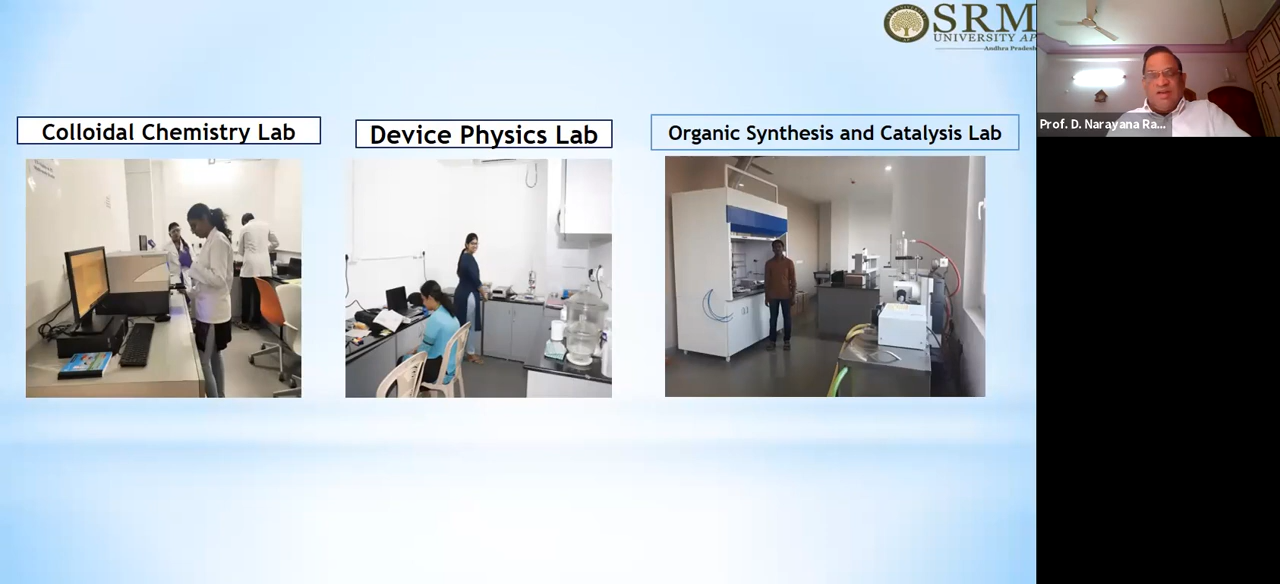 SRM
UNIVERSITY AP
Andhra Pradesh
Prof. D. Narayana Ra...
Colloidal Chemistry Lab
Device Physics Lab
Organic Synthesis and Catalysis Lab